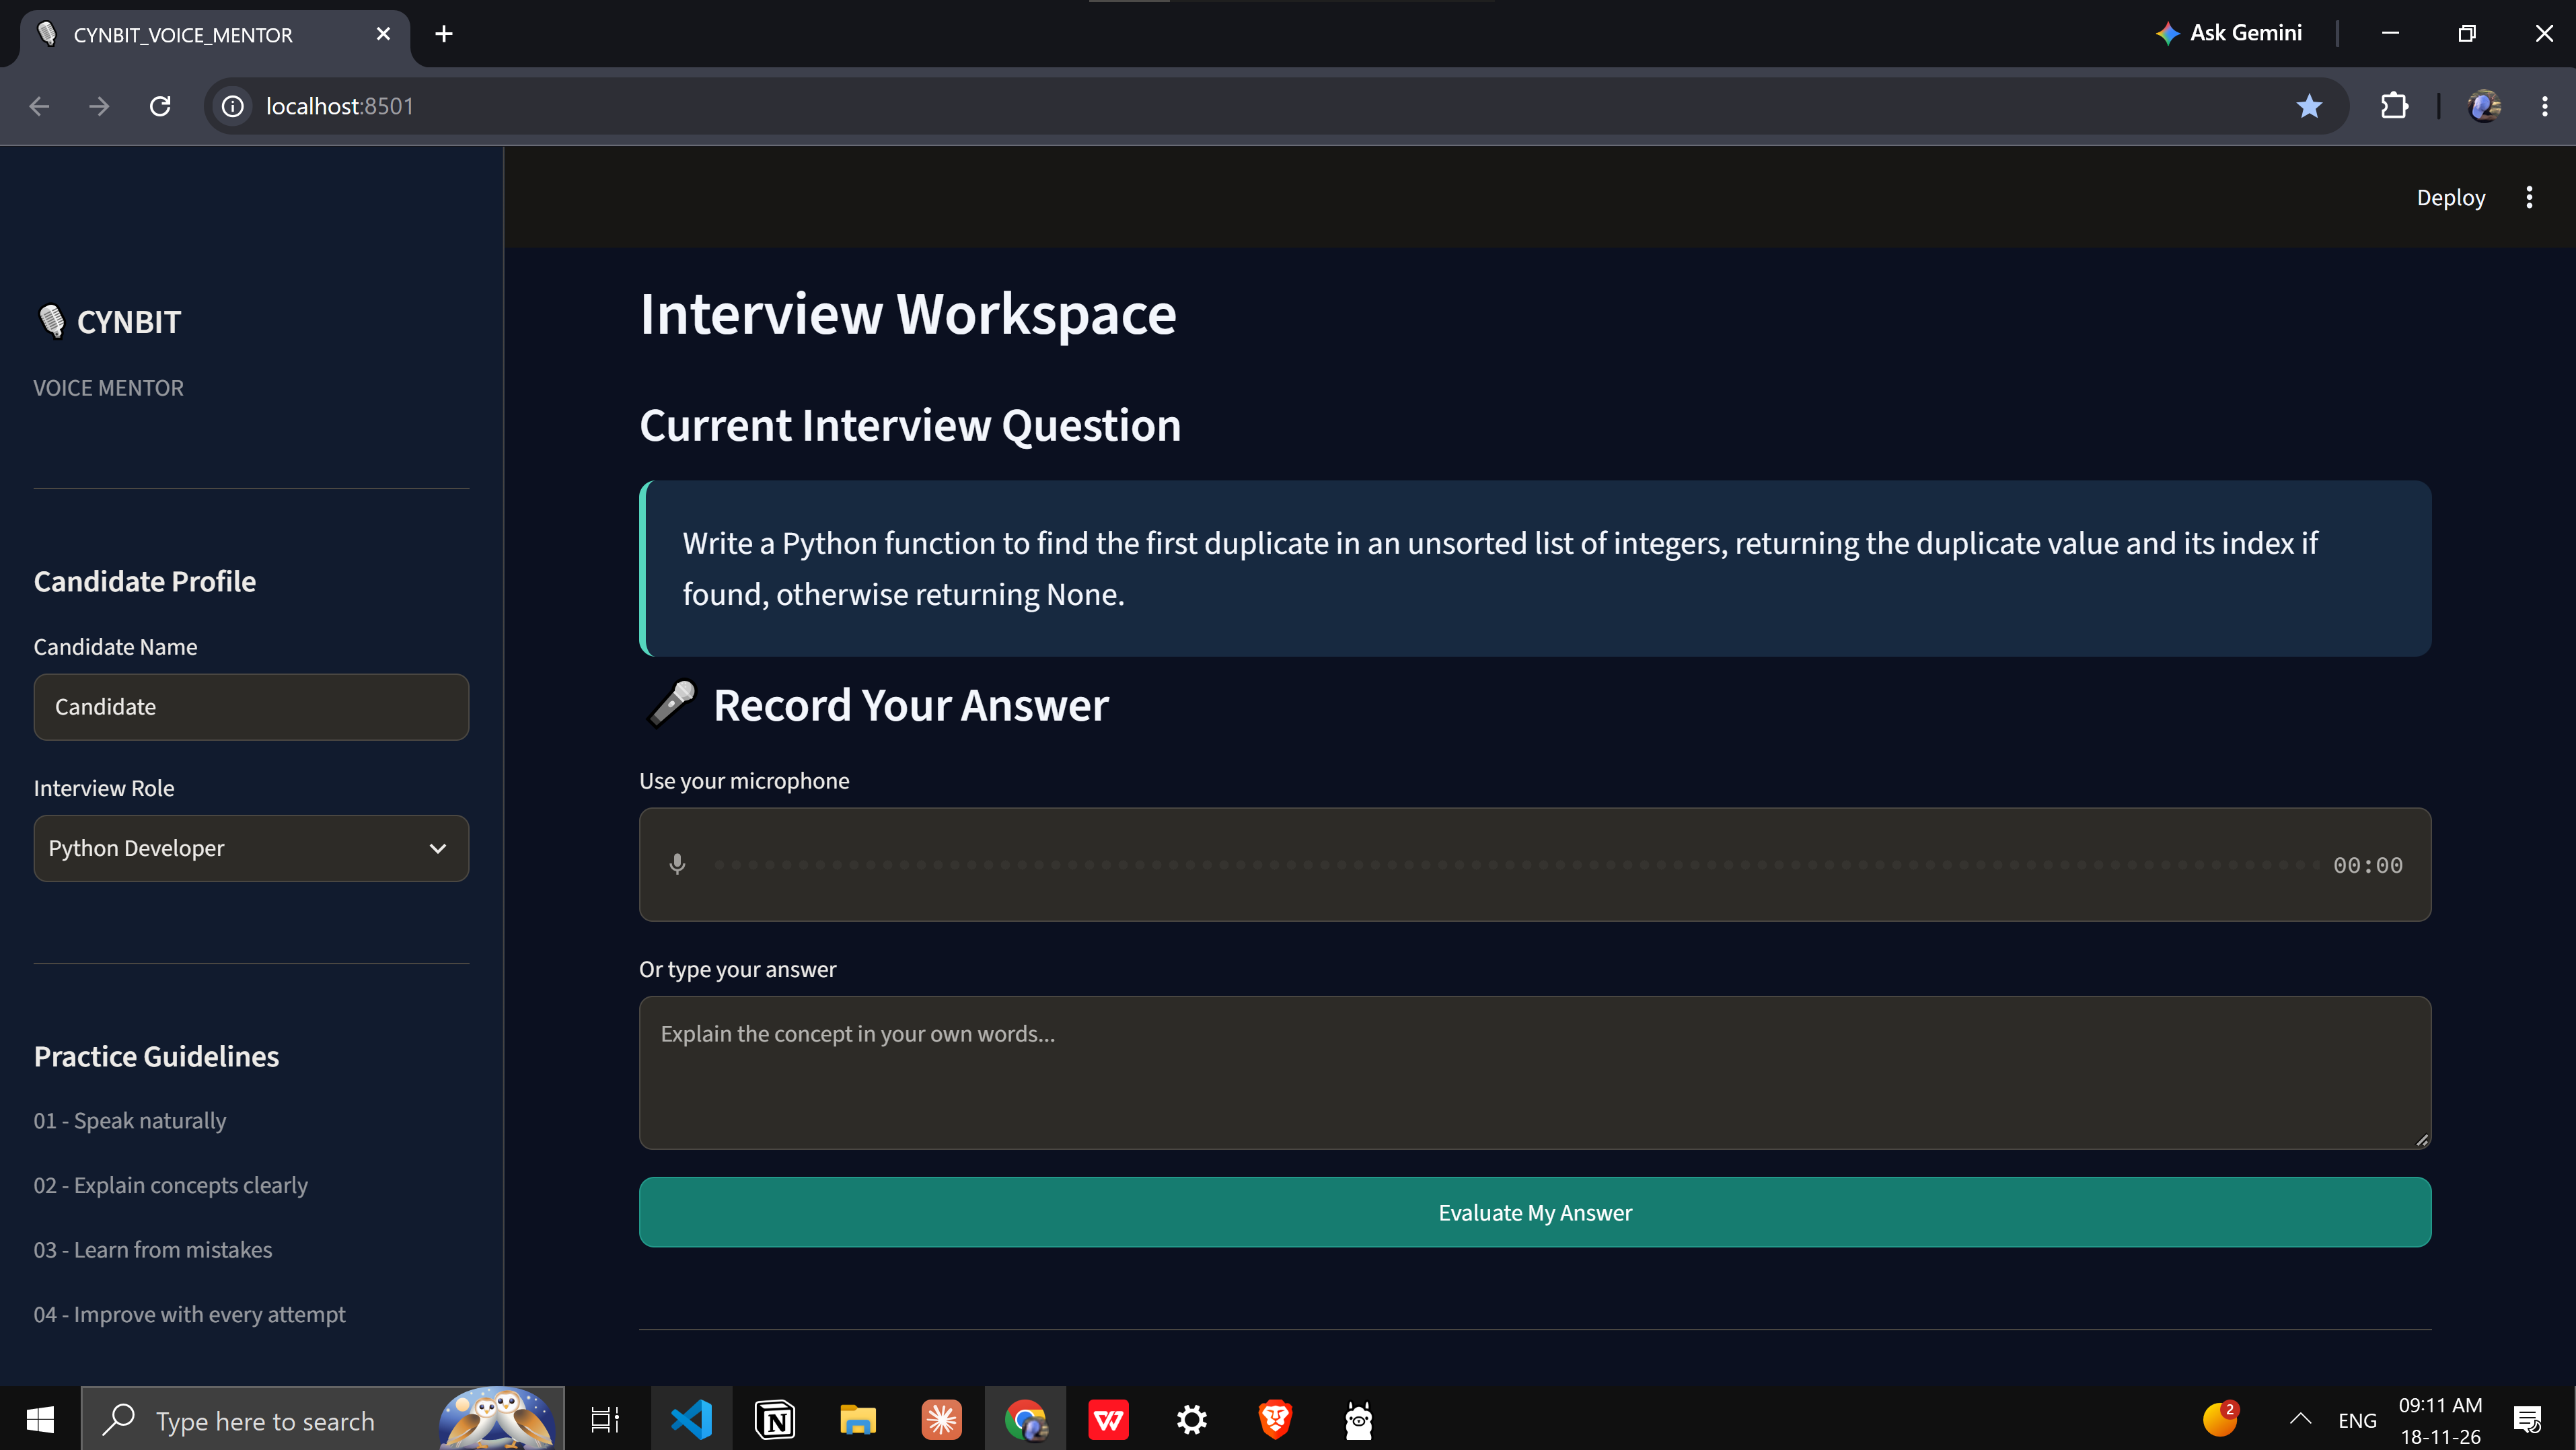 CYNBIT_VOICE_MENTOR
Ask Gemini
localhost:8501
Deploy
CYNBIT
VOICE MENTOR
Candidate Profile
Candidate Name
Candidate
Interview Role
Python Developer
Practice Guidelines
01 - Speak naturally
02 - Explain concepts clearly
03 - Learn from mistakes
04 - Improve with every attempt
Interview Workspace
Current Interview Question
Write a Python function to find the first duplicate in an unsorted list of integers, returning the duplicate value and its index if
found, otherwise returning None.
Record Your Answer
Use your microphone
00:00
Or type your answer
Explain the concept in your own words...
Evaluate My Answer
Type here to search
2
ENG
09:11 AM
18-11-26